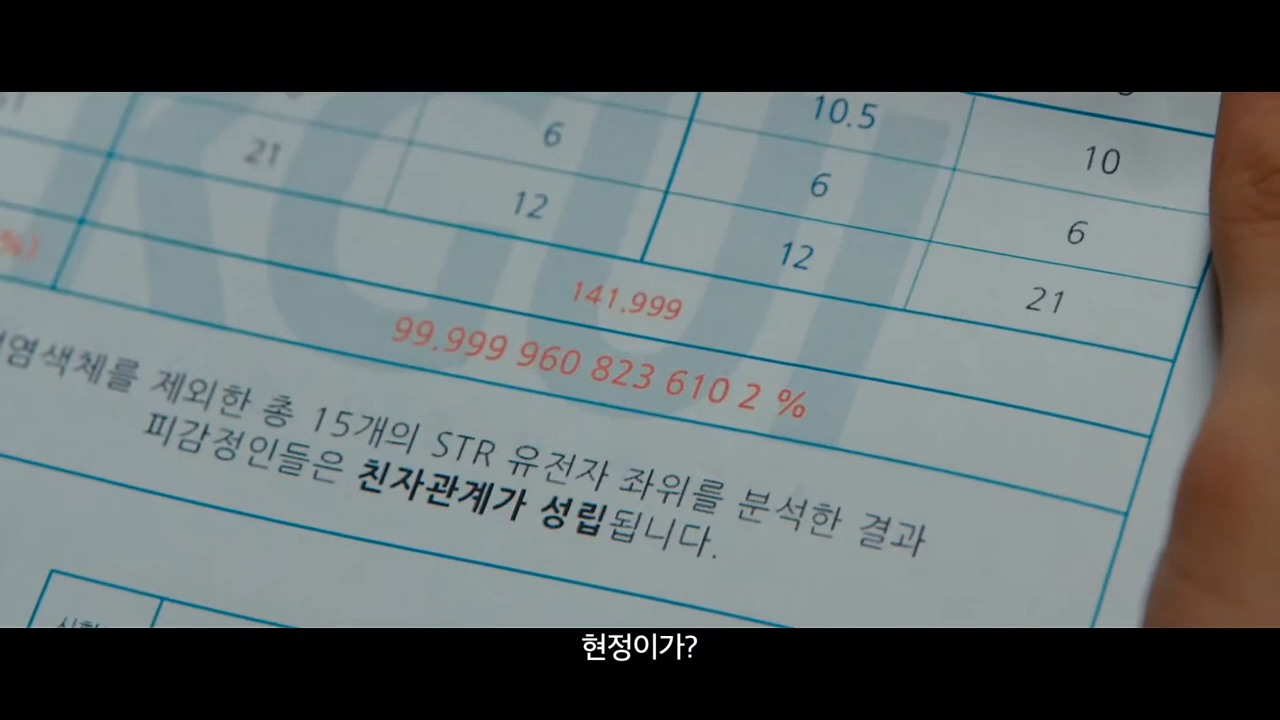 10.5
10
21
6
6
6
12
12
21
141.999
99.999 960 823 610 2 %
염색체를 제외한 총 15개의 STR 유전자 좌위를 분석한 결과
피감정인들은 친자관계가 성립됩니다.
현정이가?